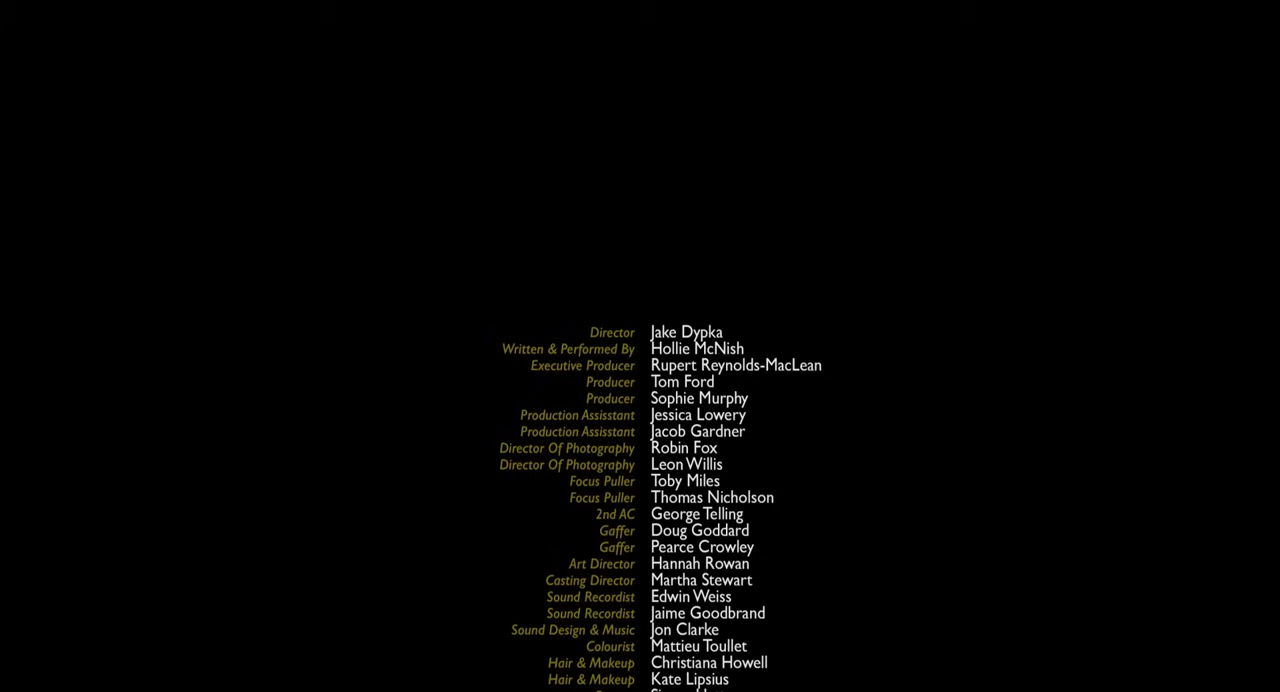 Director Jake Dypka
Written & Performed By Hollie McNish
Executive Producer Rupert Reynolds-MacLean
Producer Tom Ford
Producer Sophie Murphy
Production Assisstant Jessica Lowery
Production Assisstant Jacob Gardner
Director Of Photography Robin Fox
Director Of Photography Leon Willis
Focus Puller Toby Miles
Focus Puller Thomas Nicholson
2nd AC George Telling
Gaffer Doug Goddard
Gaffer Pearce Crowley
Art Director Hannah Rowan
Casting Director Martha Stewart
Sound Recordist Edwin Weiss
Sound Recordist Jaime Goodbrand
Sound Design & Music Jon Clarke
Colourist Mattieu Toullet
Hair & Makeup Christiana Howell
Hair & Makeup Kate Lipsius